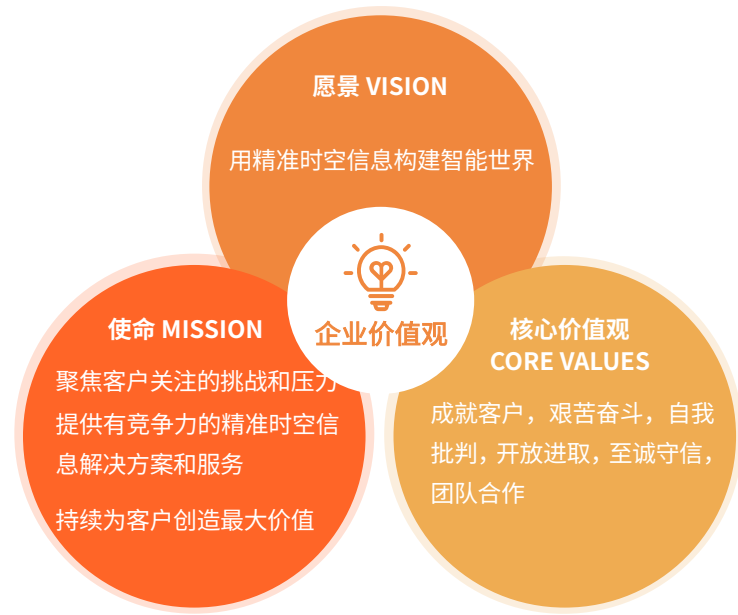 愿景 VISION
用精准时空信息构建智能世界
企业价值观
使命 MISSION
聚焦客户关注的挑战和压力
提供有竞争力的精准时空信
息解决方案和服务
持续为客户创造最大价值
核心价值观
CORE VALUES
成就客户，艰苦奋斗，自我
批判，开放进取，至诚守信，
团队合作